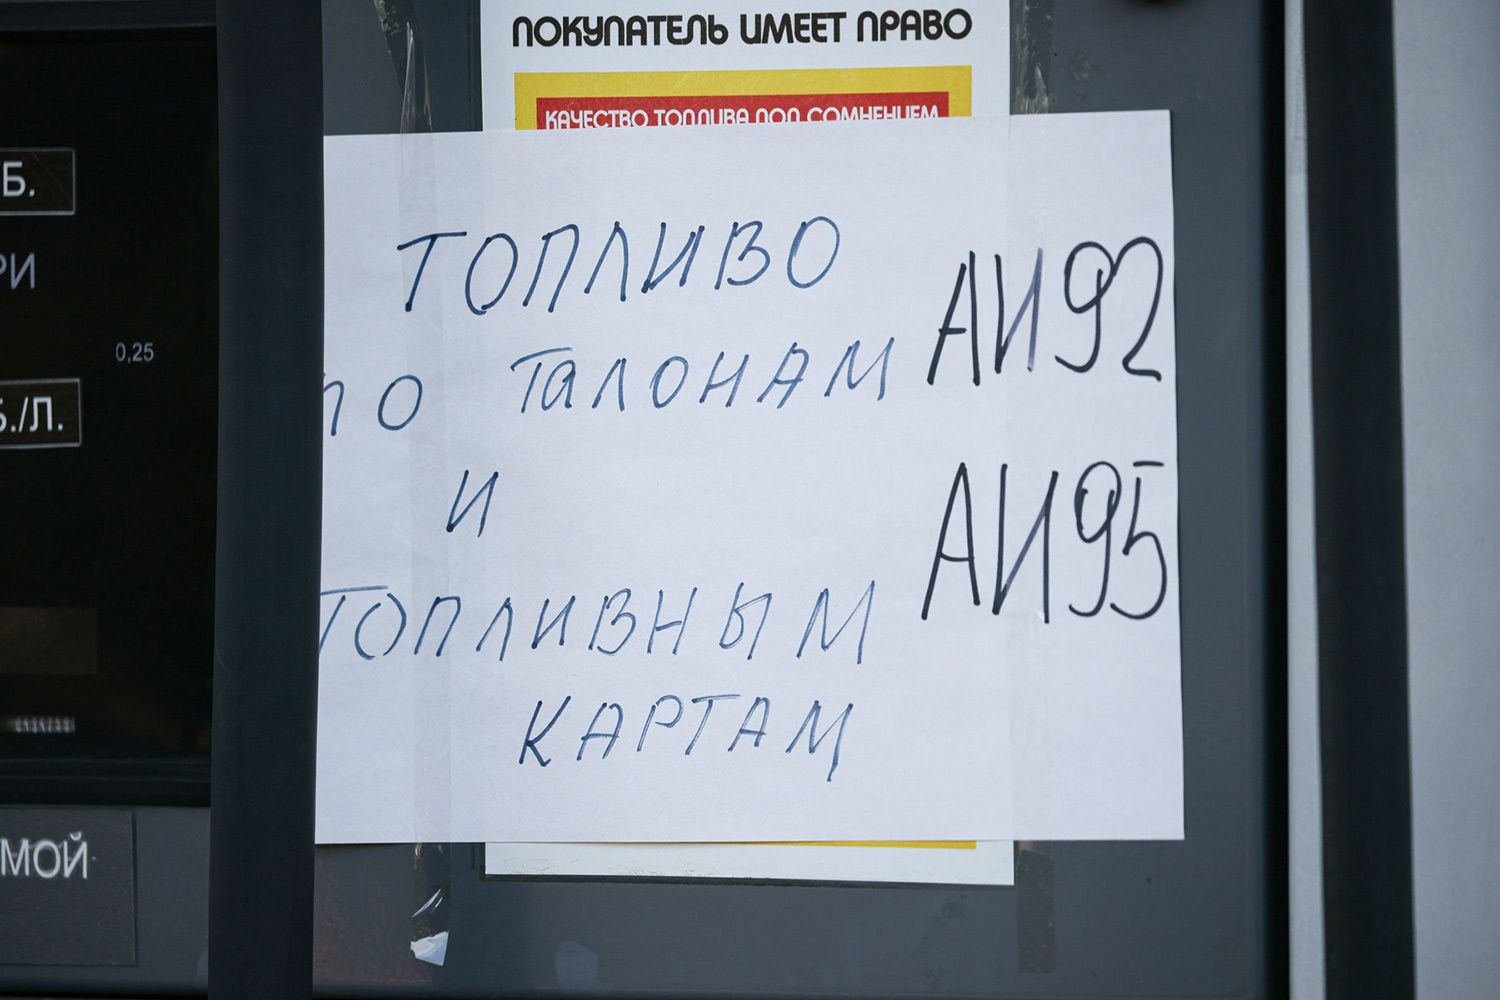 ПОКУПАТЕЛЬ ИМЕЕТ ПРАВО
КАЧЕСТВО ТОПЛИВА ПОД СОМНЕНИЕМ
ТОПЛИВО
ПО ТАЛОНАМ
И
ТОПЛИВНЫМ
КАРТАМ
АИ92
АИ95
Б.
РИ
0,25
Б./Л.
МОЙ